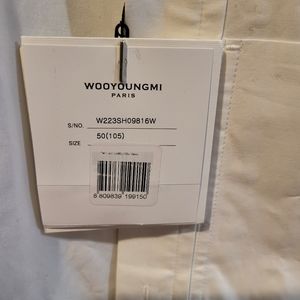 WOOYOUNGMI
PARIS
S/NO. W223SH09816W
SIZE 50(105)
8 809839 199150